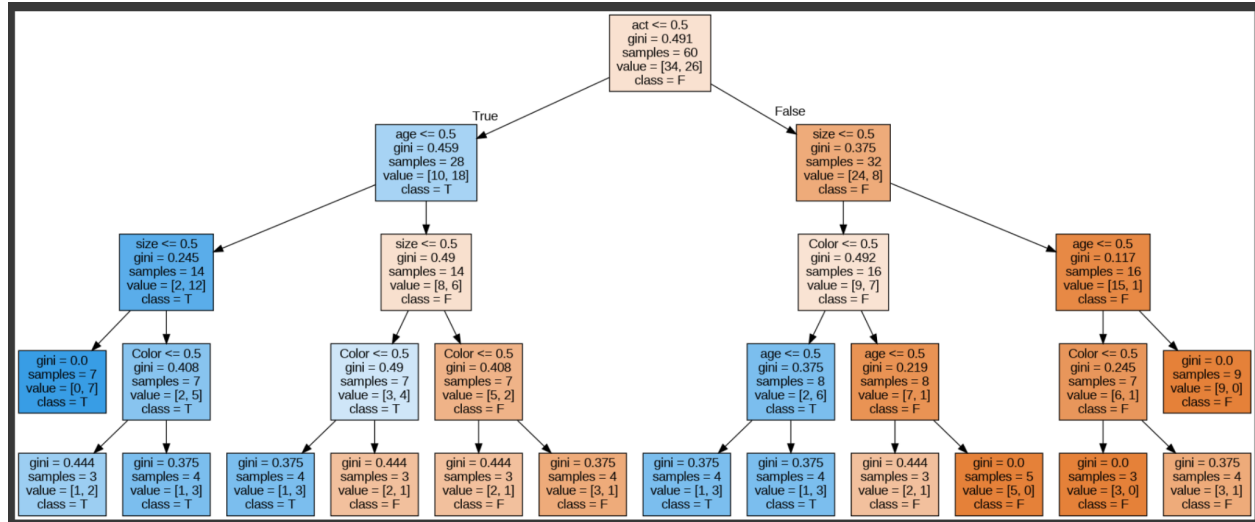 act <= 0.5
gini = 0.491
samples = 60
value = [34, 26]
class = F
True
False
age <= 0.5
gini = 0.459
samples = 28
value = [10, 18]
class = T
size <= 0.5
gini = 0.375
samples = 32
value = [24, 8]
class = F
size <= 0.5
gini = 0.245
samples = 14
value = [2, 12]
class = T
size <= 0.5
gini = 0.49
samples = 14
value = [8, 6]
class = F
Color <= 0.5
gini = 0.492
samples = 16
value = [9, 7]
class = F
age <= 0.5
gini = 0.117
samples = 16
value = [15, 1]
class = F
gini = 0.0
samples = 7
value = [0, 7]
class = T
Color <= 0.5
gini = 0.408
samples = 7
value = [2, 5]
class = T
Color <= 0.5
gini = 0.49
samples = 7
value = [3, 4]
class = T
Color <= 0.5
gini = 0.408
samples = 7
value = [5, 2]
class = F
age <= 0.5
gini = 0.375
samples = 8
value = [2, 6]
class = T
age <= 0.5
gini = 0.219
samples = 8
value = [7, 1]
class = F
Color <= 0.5
gini = 0.245
samples = 7
value = [6, 1]
class = F
gini = 0.0
samples = 9
value = [9, 0]
class = F
gini = 0.444
samples = 3
value = [1, 2]
class = T
gini = 0.375
samples = 4
value = [1, 3]
class = T
gini = 0.375
samples = 4
value = [1, 3]
class = T
gini = 0.444
samples = 3
value = [2, 1]
class = F
gini = 0.444
samples = 3
value = [2, 1]
class = F
gini = 0.375
samples = 4
value = [3, 1]
class = F
gini = 0.375
samples = 4
value = [1, 3]
class = T
gini = 0.375
samples = 4
value = [1, 3]
class = T
gini = 0.444
samples = 3
value = [2, 1]
class = F
gini = 0.0
samples = 5
value = [5, 0]
class = F
gini = 0.0
samples = 3
value = [3, 0]
class = F
gini = 0.375
samples = 4
value = [3, 1]
class = F